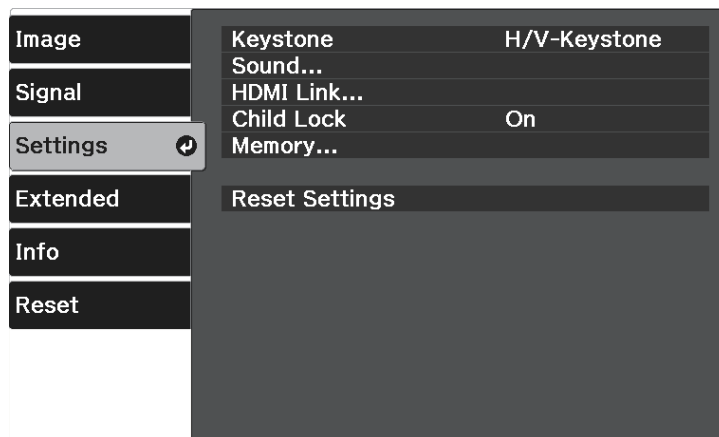 Image
Signal
Settings
Extended
Info
Reset
Keystone H/V-Keystone
Sound...
HDMI Link...
Child Lock On
Memory...
Reset Settings